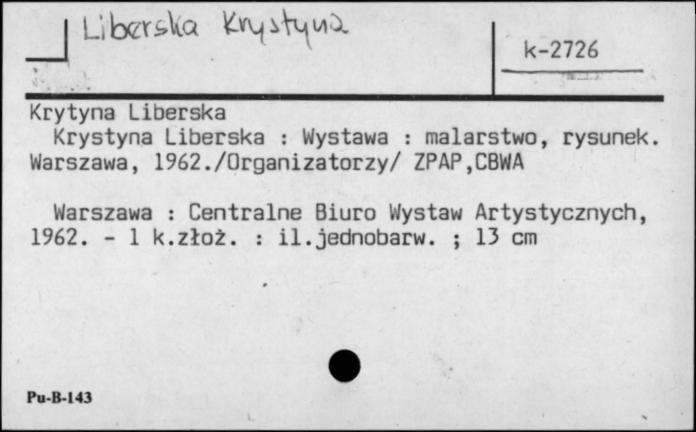 Liberska Krystyna
k-2726
Krytyna Liberska
Krystyna Liberska : Wystawa : malarstwo, rysunek.
Warszawa, 1962./Organizatorzy/ ZPAP,CBWA
Warszawa : Centralne Biuro Wystaw Artystycznych,
1962. - 1 k.złoż. : il.jednobarw. ; 13 cm
Pu-B-143